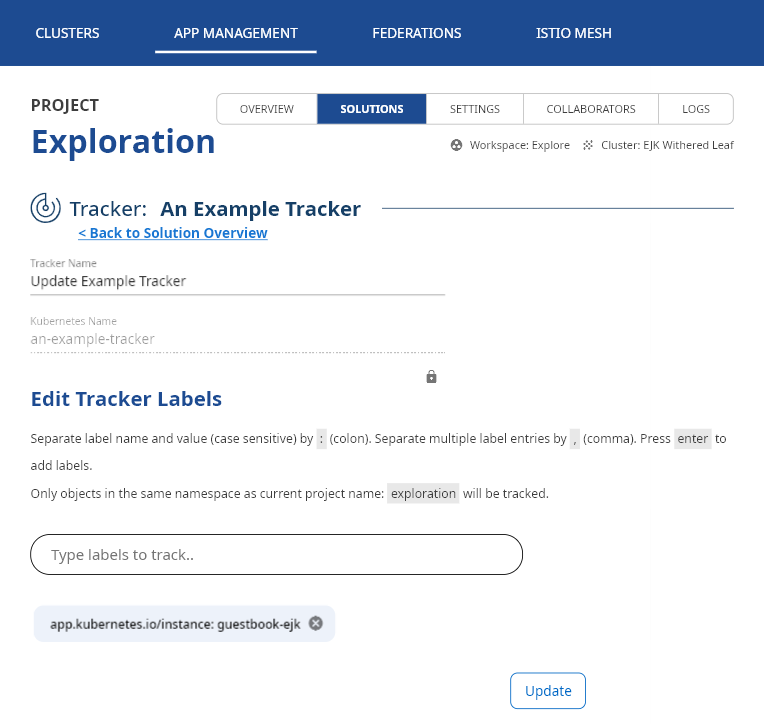 CLUSTERS APP MANAGEMENT FEDERATIONS ISTIO MESH
PROJECT
Exploration
OVERVIEW SOLUTIONS SETTINGS COLLABORATORS LOGS
Workspace: Explore Cluster: EJK Withered Leaf
Tracker: An Example Tracker
< Back to Solution Overview
Tracker Name
Update Example Tracker
Kubernetes Name
an-example-tracker
Edit Tracker Labels
Separate label name and value (case sensitive) by : (colon). Separate multiple label entries by , (comma). Press enter to
add labels.
Only objects in the same namespace as current project name: exploration will be tracked.
Type labels to track..
app.kubernetes.io/instance: guestbook-ejk
Update